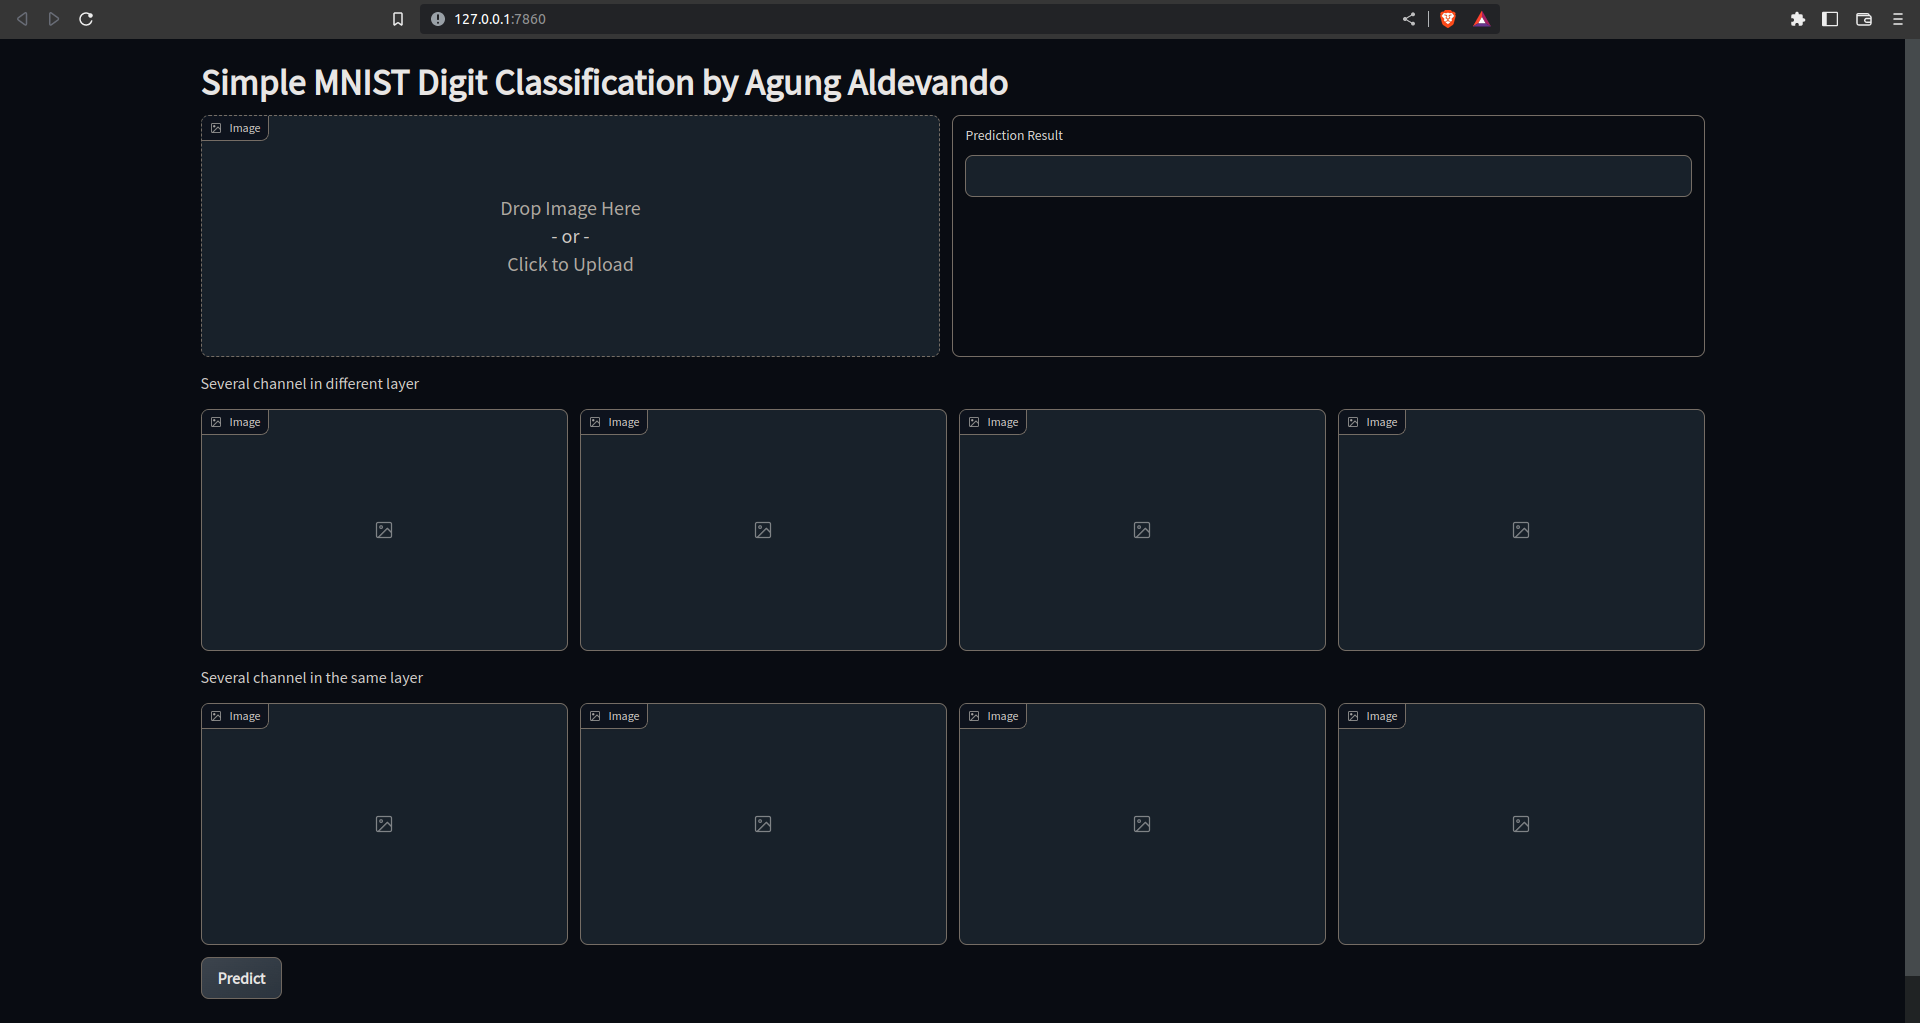 127.0.0.1:7860
Simple MNIST Digit Classification by Agung Aldevando
Image
Drop Image Here
- or -
Click to Upload
Prediction Result
Several channel in different layer
Image
Image
Image
Image
Several channel in the same layer
Image
Image
Image
Image
Predict